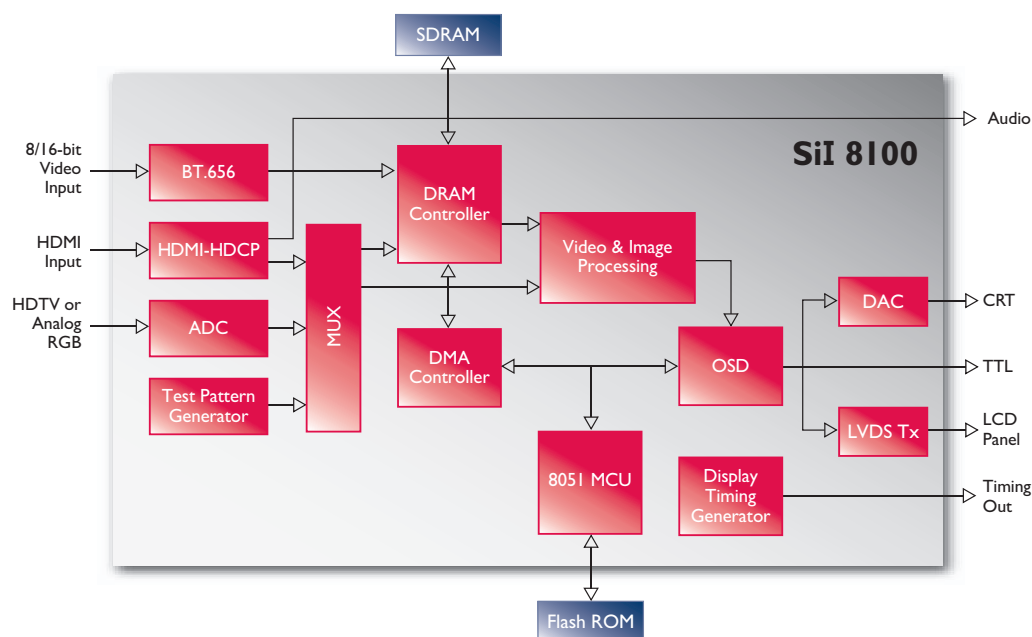 SDRAM
Audio
SiI 8100
8/16-bit
Video
Input
BT.656
DRAM
Controller
HDMI
Input
HDMI-HDCP
Video & Image
Processing
HDTV or
Analog
RGB
ADC
MUX
DAC
CRT
DMA
Controller
OSD
TTL
Test Pattern
Generator
LVDS Tx
LCD
Panel
8051 MCU
Display
Timing
Generator
Timing
Out
Flash ROM